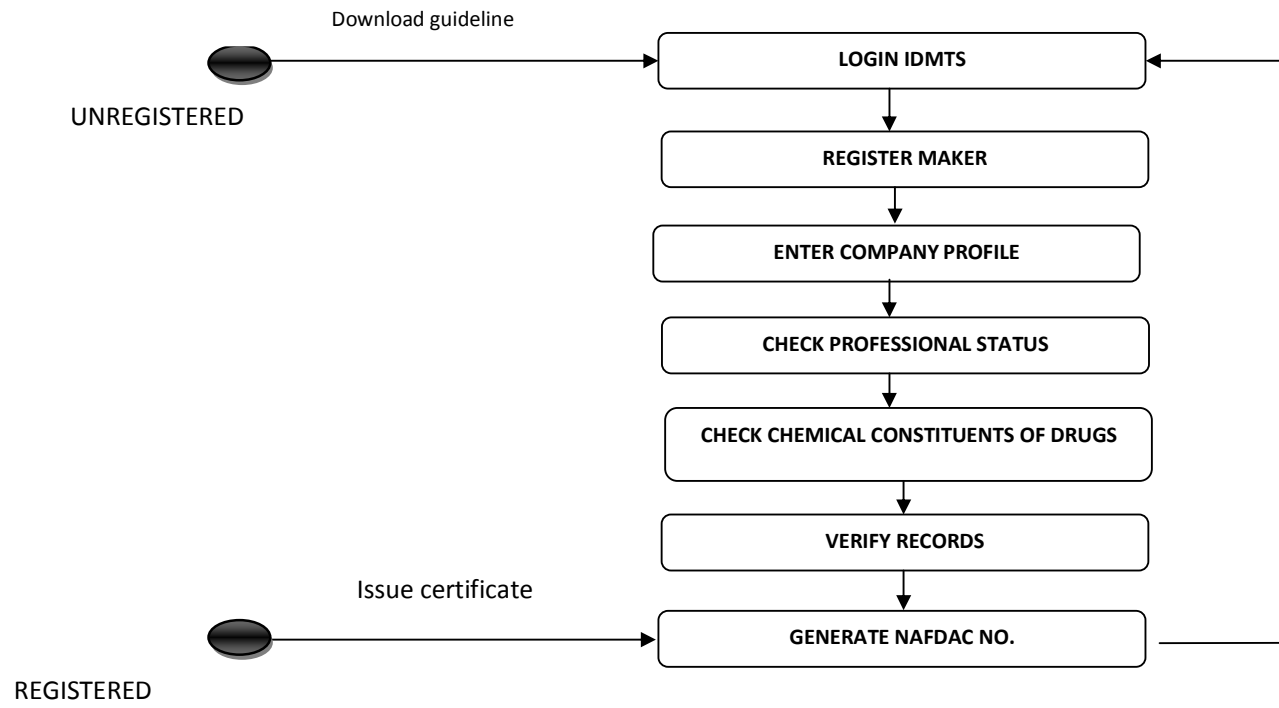 Download guideline
LOGIN IDMTS
UNREGISTERED
REGISTER MAKER
ENTER COMPANY PROFILE
CHECK PROFESSIONAL STATUS
CHECK CHEMICAL CONSTITUENTS OF DRUGS
VERIFY RECORDS
Issue certificate
GENERATE NAFDAC NO.
REGISTERED